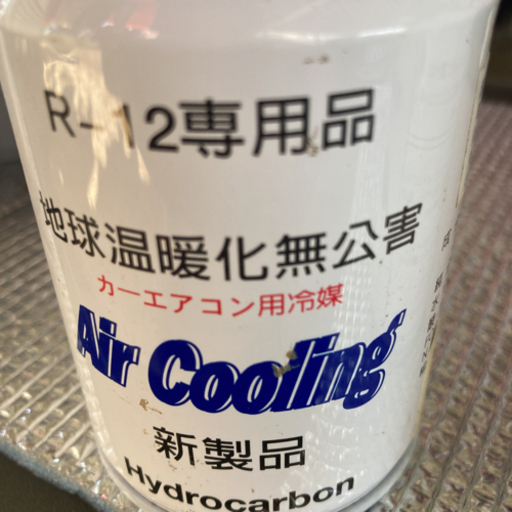 R-12専用品
地球温暖化無公害
カーエアコン用冷媒
Air Cooling
新製品
Hydrocarbon